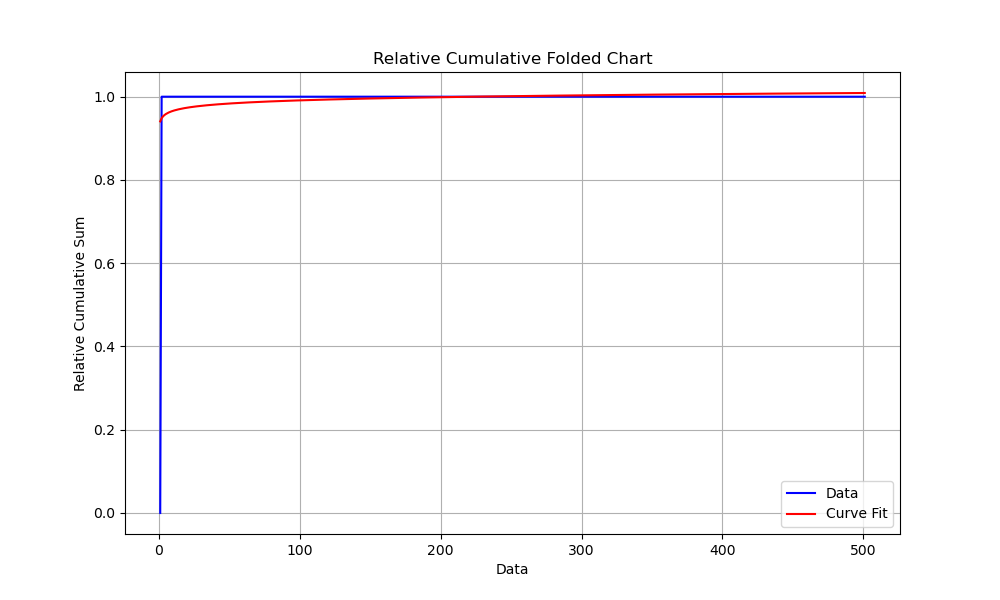 Relative Cumulative Folded Chart
Relative Cumulative Sum
1.0
0.8
0.6
0.4
0.2
0.0
0 100 200 300 400 500
Data
Data
Curve Fit